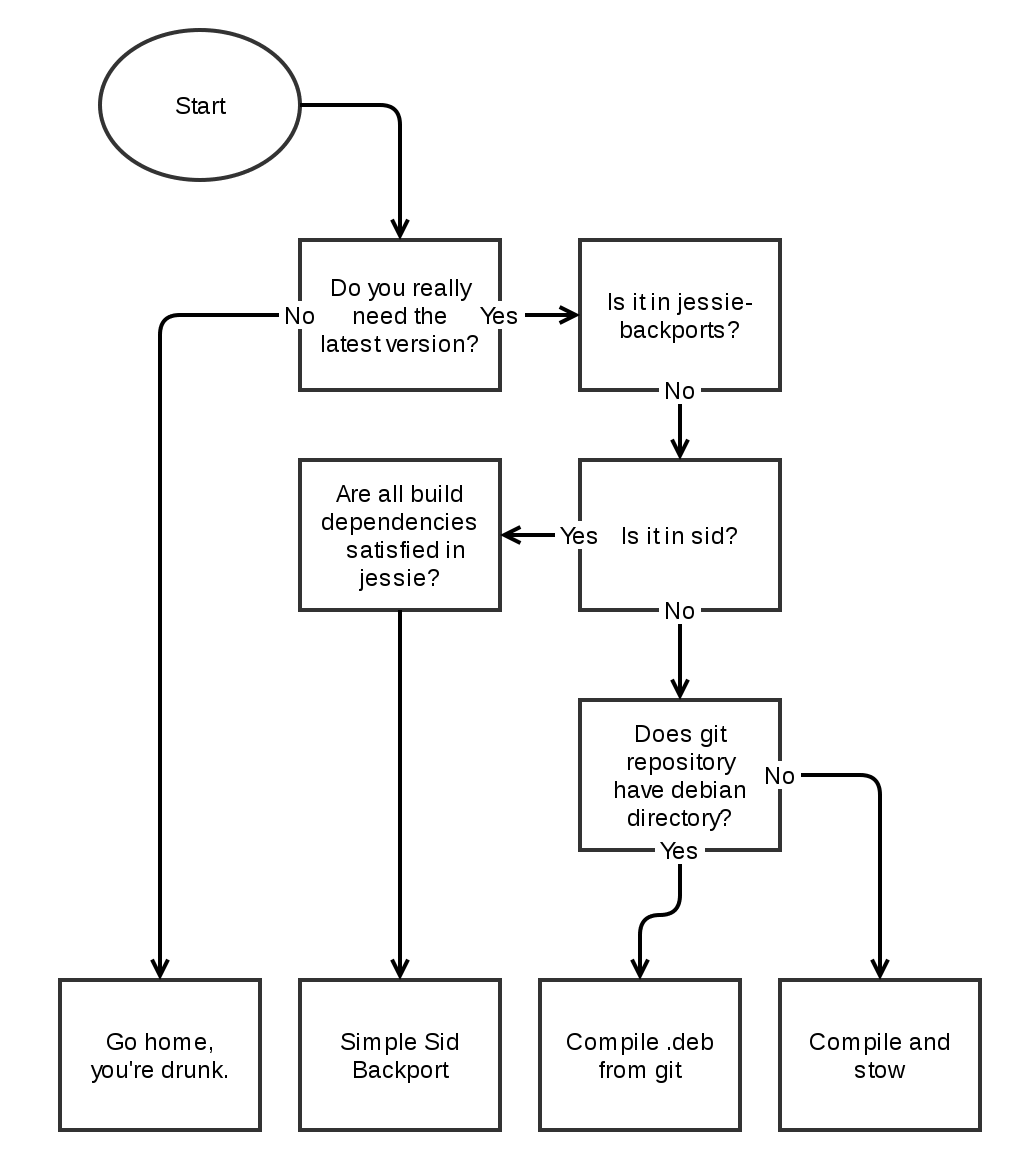 Start
Do you really
need the
latest version?
No
Yes
Is it in jessie-
backports?
No
Are all build
dependencies
satisfied in
jessie?
Yes
Is it in sid?
No
Does git
repository
have debian
directory?
No
Yes
Go home,
you're drunk.
Simple Sid
Backport
Compile .deb
from git
Compile and
stow